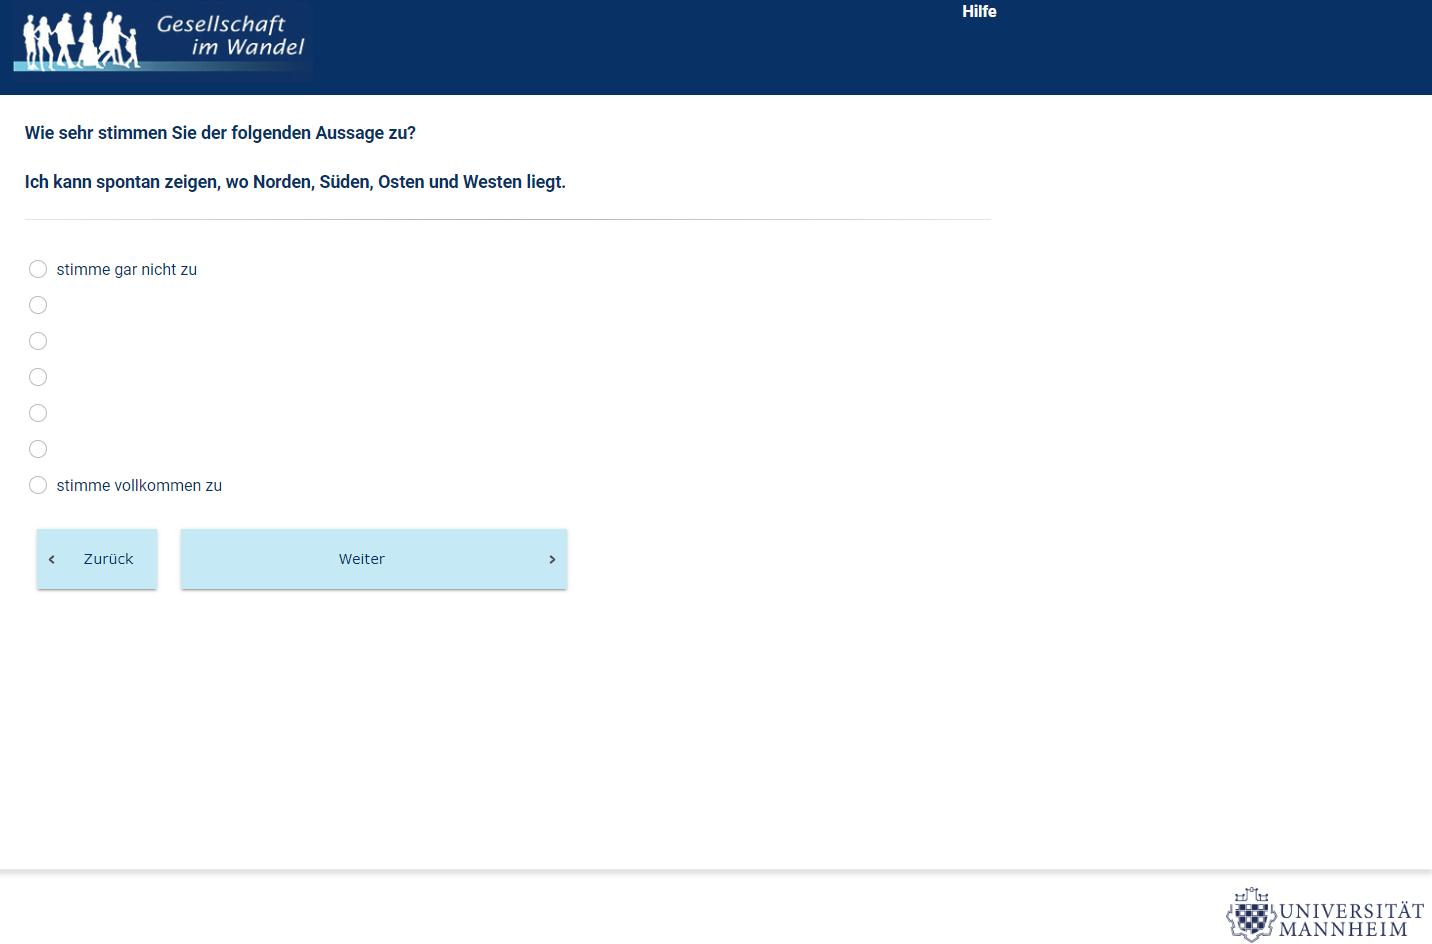 Gesellschaft
im Wandel
Hilfe
Wie sehr stimmen Sie der folgenden Aussage zu?
Ich kann spontan zeigen, wo Norden, Süden, Osten und Westen liegt.
stimme gar nicht zu
stimme vollkommen zu
Zurück
Weiter
UNIVERSITÄT
MANNHEIM